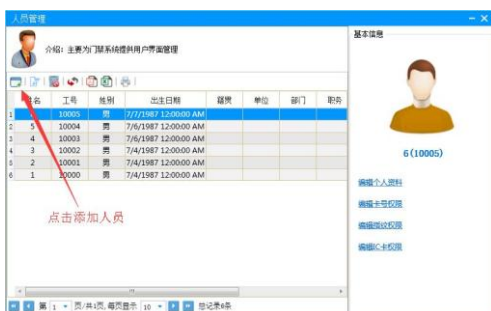 人员管理
介绍：主要为门禁系统提供用户界面管理
姓名 工号 性别 出生日期 籍贯 单位 部门 职务
1 10005 男 7/7/1987 12:00:00 AM
2 5 10004 男 7/6/1987 12:00:00 AM
3 4 10003 男 7/6/1987 12:00:00 AM
4 3 10002 男 7/4/1987 12:00:00 AM
5 2 10001 男 7/4/1987 12:00:00 AM
6 1 10000 男 7/4/1987 12:00:00 AM
点击添加人员
第 1 页/共1页,每页显示 10 总记录6条
基本信息
6(10005)
编辑个人资料
编辑卡号权限
编辑指纹权限
编辑IC卡权限